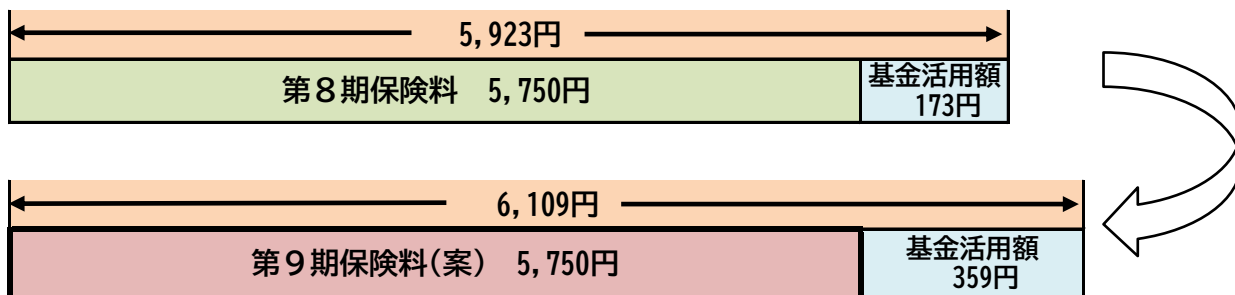 5,923円
第８期保険料　5,750円
基金活用額
173円
6,109円
第９期保険料(案)　5,750円
基金活用額
359円